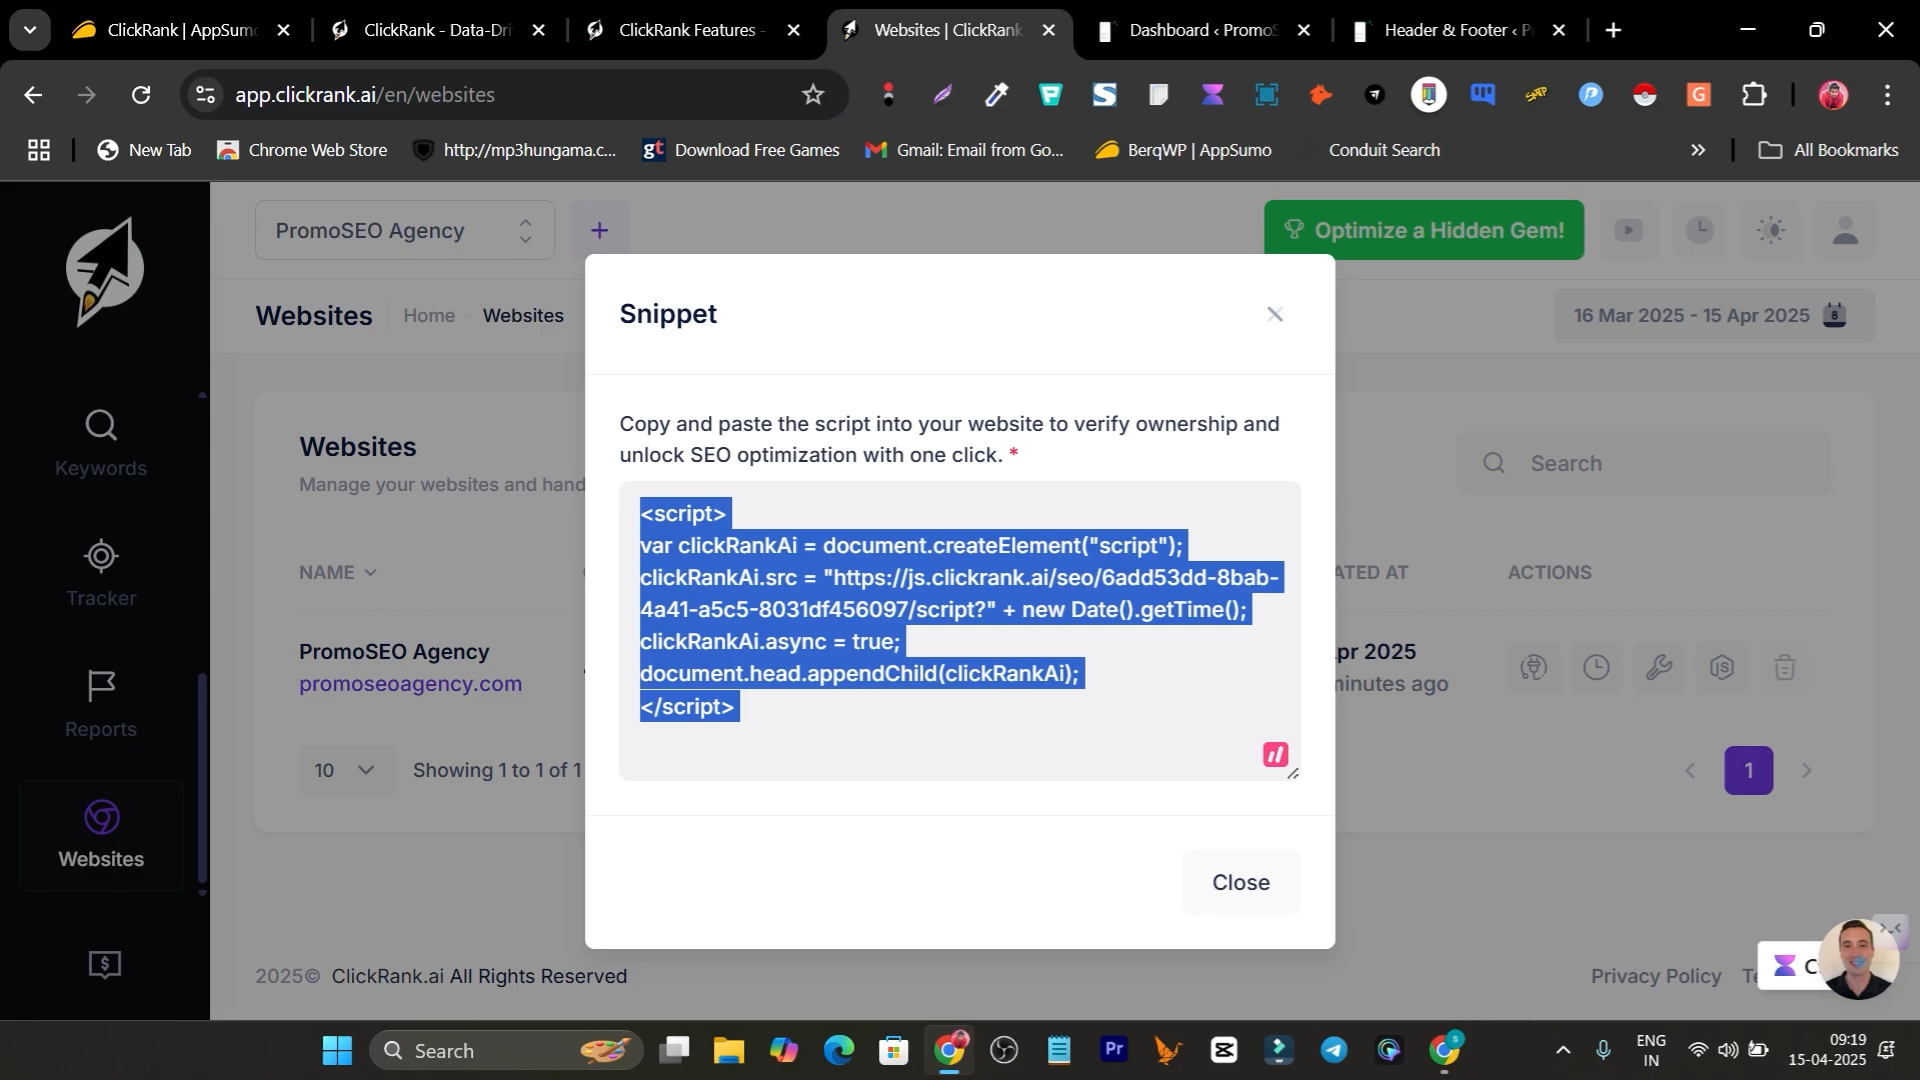 ClickRank | AppSumo
ClickRank - Data-Dri
ClickRank Features -
Websites | ClickRank
Dashboard ‹ PromoS
Header & Footer ‹ P
app.clickrank.ai/en/websites
New Tab
Chrome Web Store
http://mp3hungama.c...
Download Free Games
Gmail: Email from Go...
BerqWP | AppSumo
Conduit Search
All Bookmarks
PromoSEO Agency
Optimize a Hidden Gem!
Websites
Home
Websites
16 Mar 2025 - 15 Apr 2025
Keywords
Tracker
Reports
Websites
Websites
Manage your websites and hand
Search
NAME
ATED AT
ACTIONS
PromoSEO Agency
promoseoagency.com
pr 2025
minutes ago
10
Showing 1 to 1 of 1
1
Snippet
Copy and paste the script into your website to verify ownership and
unlock SEO optimization with one click. *
<script>
var clickRankAi = document.createElement("script");
clickRankAi.src = "https://js.clickrank.ai/seo/6add53dd-8bab-
4a41-a5c5-8031df456097/script?" + new Date().getTime();
clickRankAi.async = true;
document.head.appendChild(clickRankAi);
</script>
Close
2025© ClickRank.ai All Rights Reserved
Privacy Policy
Te
C
Search
ENG
IN
09:19
15-04-2025